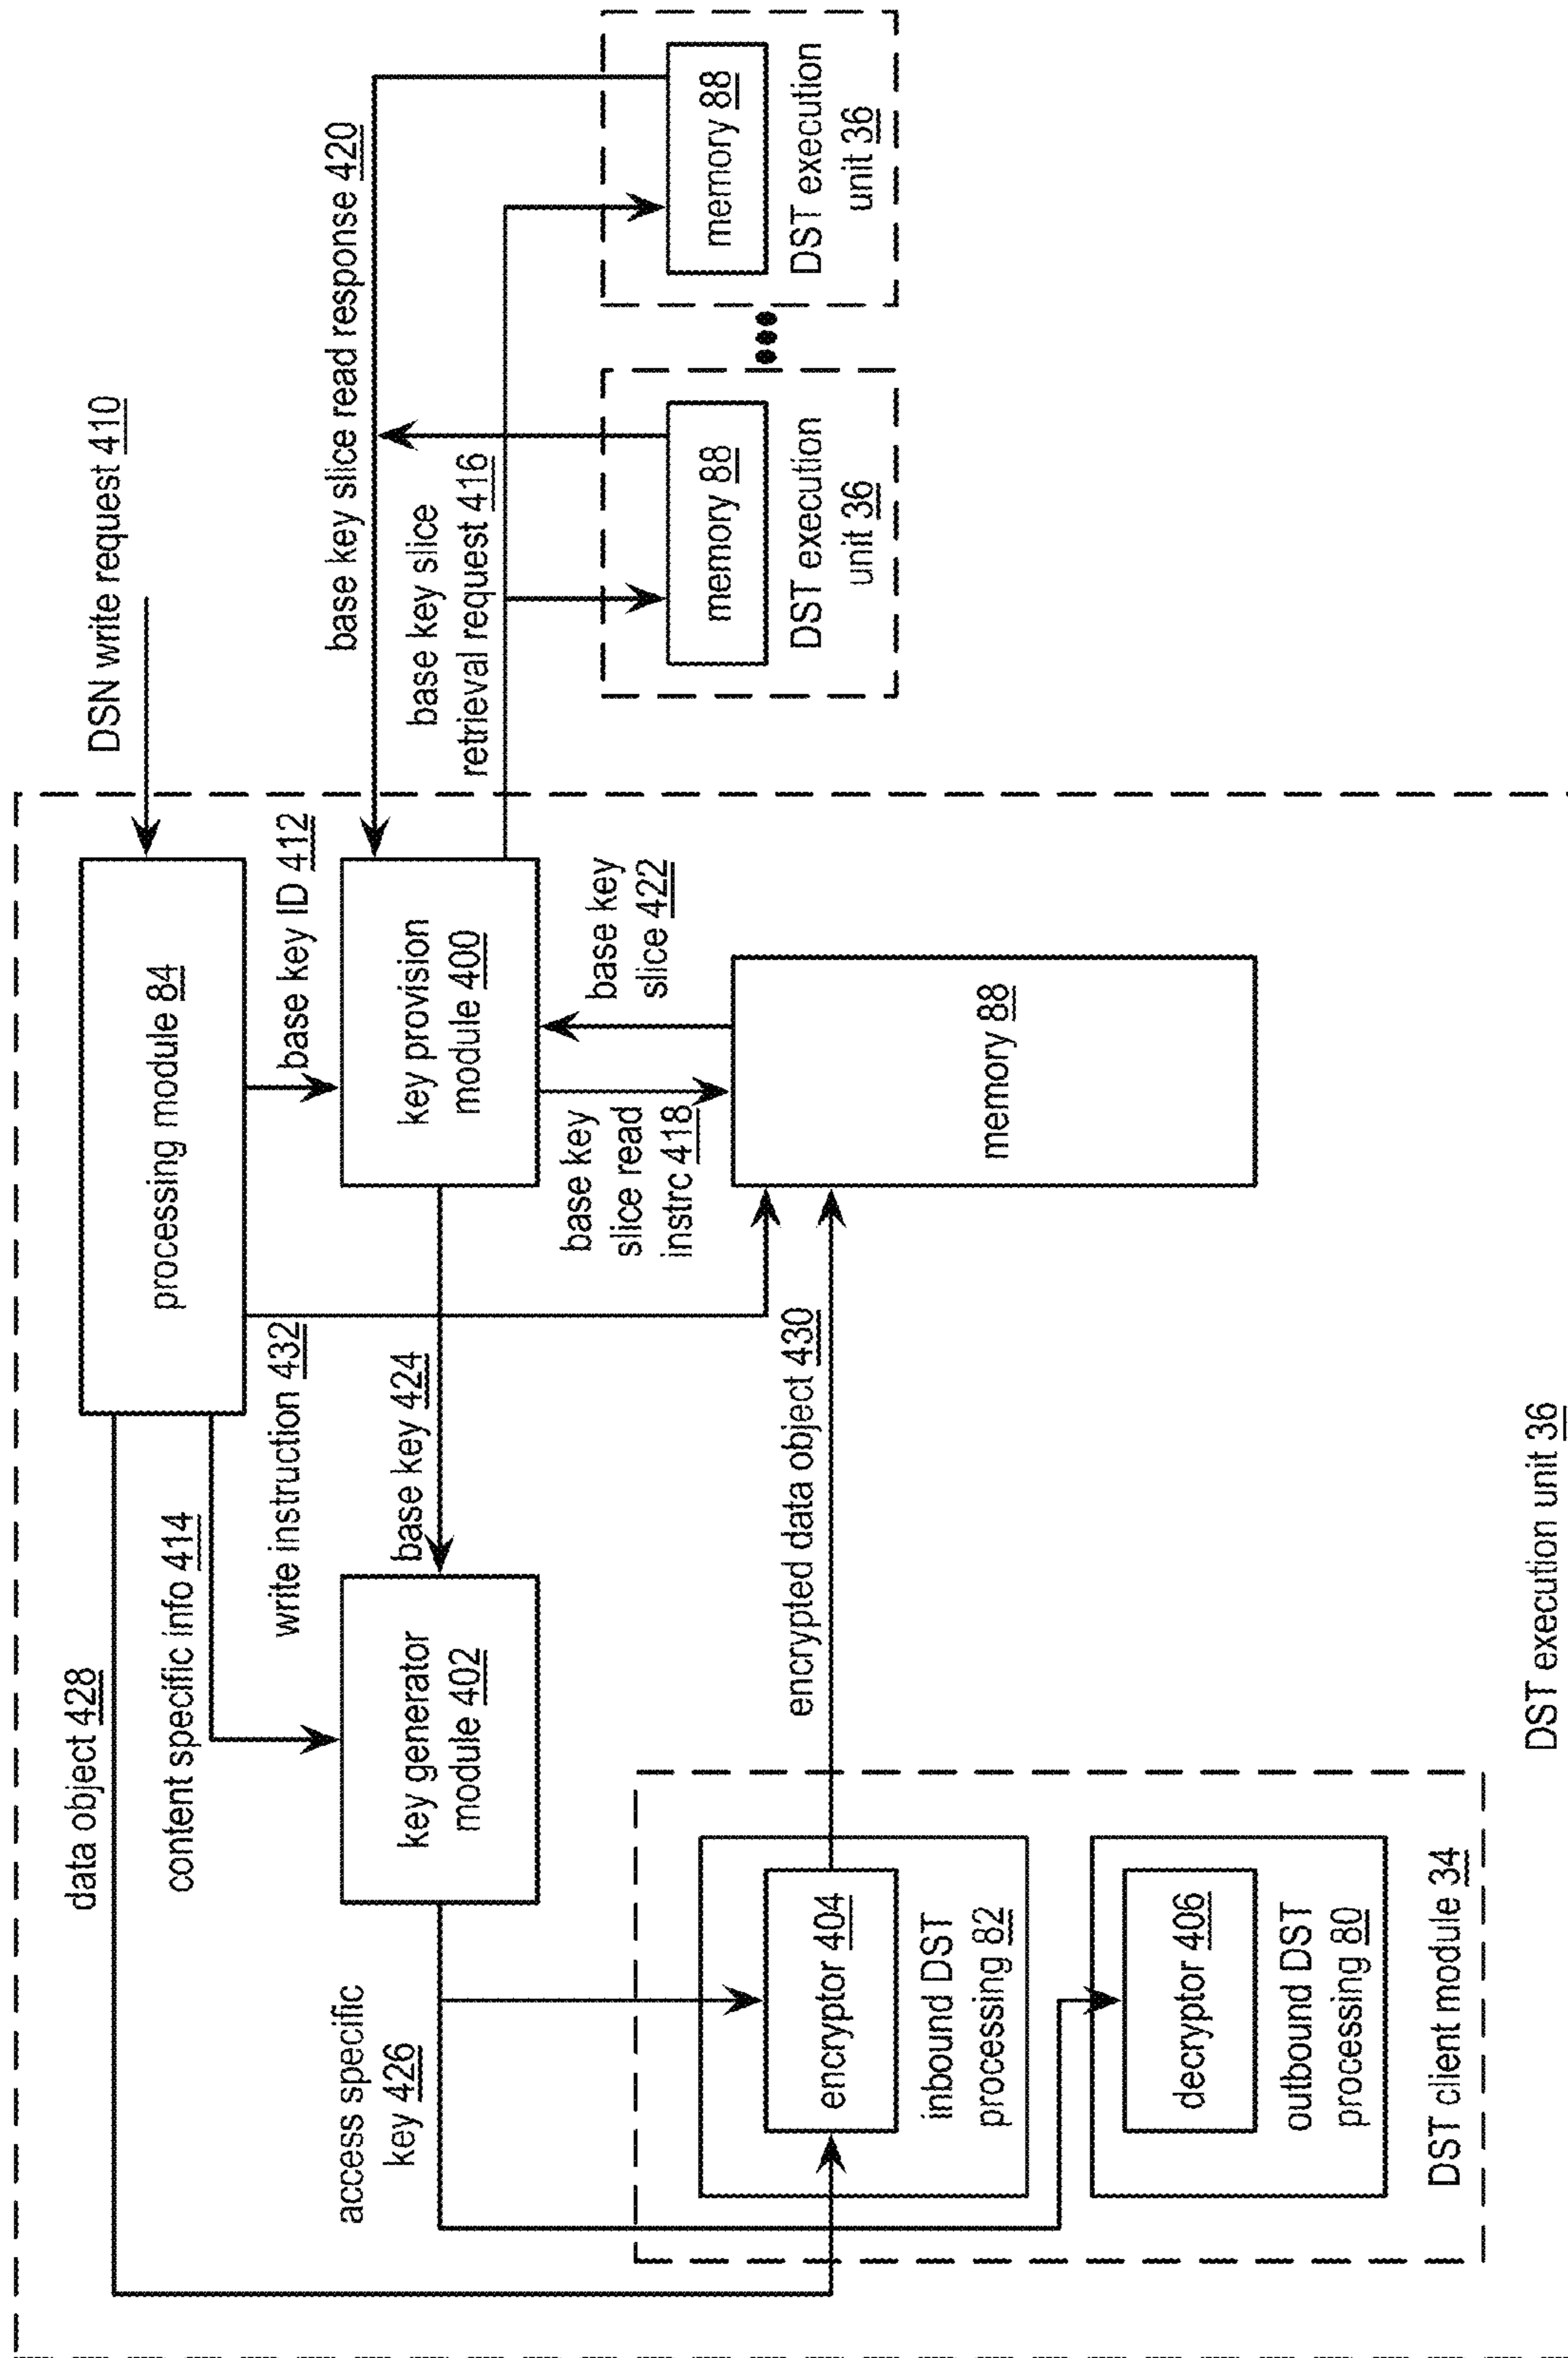 data object 428
content specific info 414
write instruction 432
processing module 84
DSN write request 410
base key ID 412
base key slice read response 420
access specific
key 426
key generator
module 402
base key 424
key provision
module 400
base key slice
retrieval request 416
base key
slice read
instrc 418
base key
slice 422
encryptor 404
inbound DST
processing 82
encrypted data object 430
memory 88
memory 88
DST execution
unit 36
memory 88
DST execution
unit 36
decryptor 406
outbound DST
processing 80
DST client module 34
DST execution unit 36